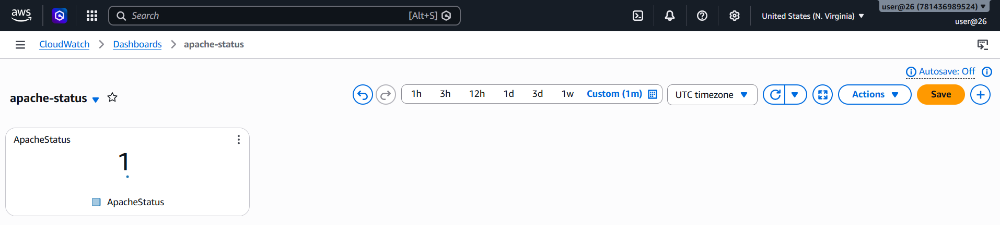 aws
Search [Alt+S]
United States (N. Virginia)
user@26 (781436989524)
user@26
CloudWatch Dashboards apache-status
Autosave: Off
apache-status
1h 3h 12h 1d 3d 1w Custom (1m)
UTC timezone
Actions
Save
ApacheStatus
1
ApacheStatus